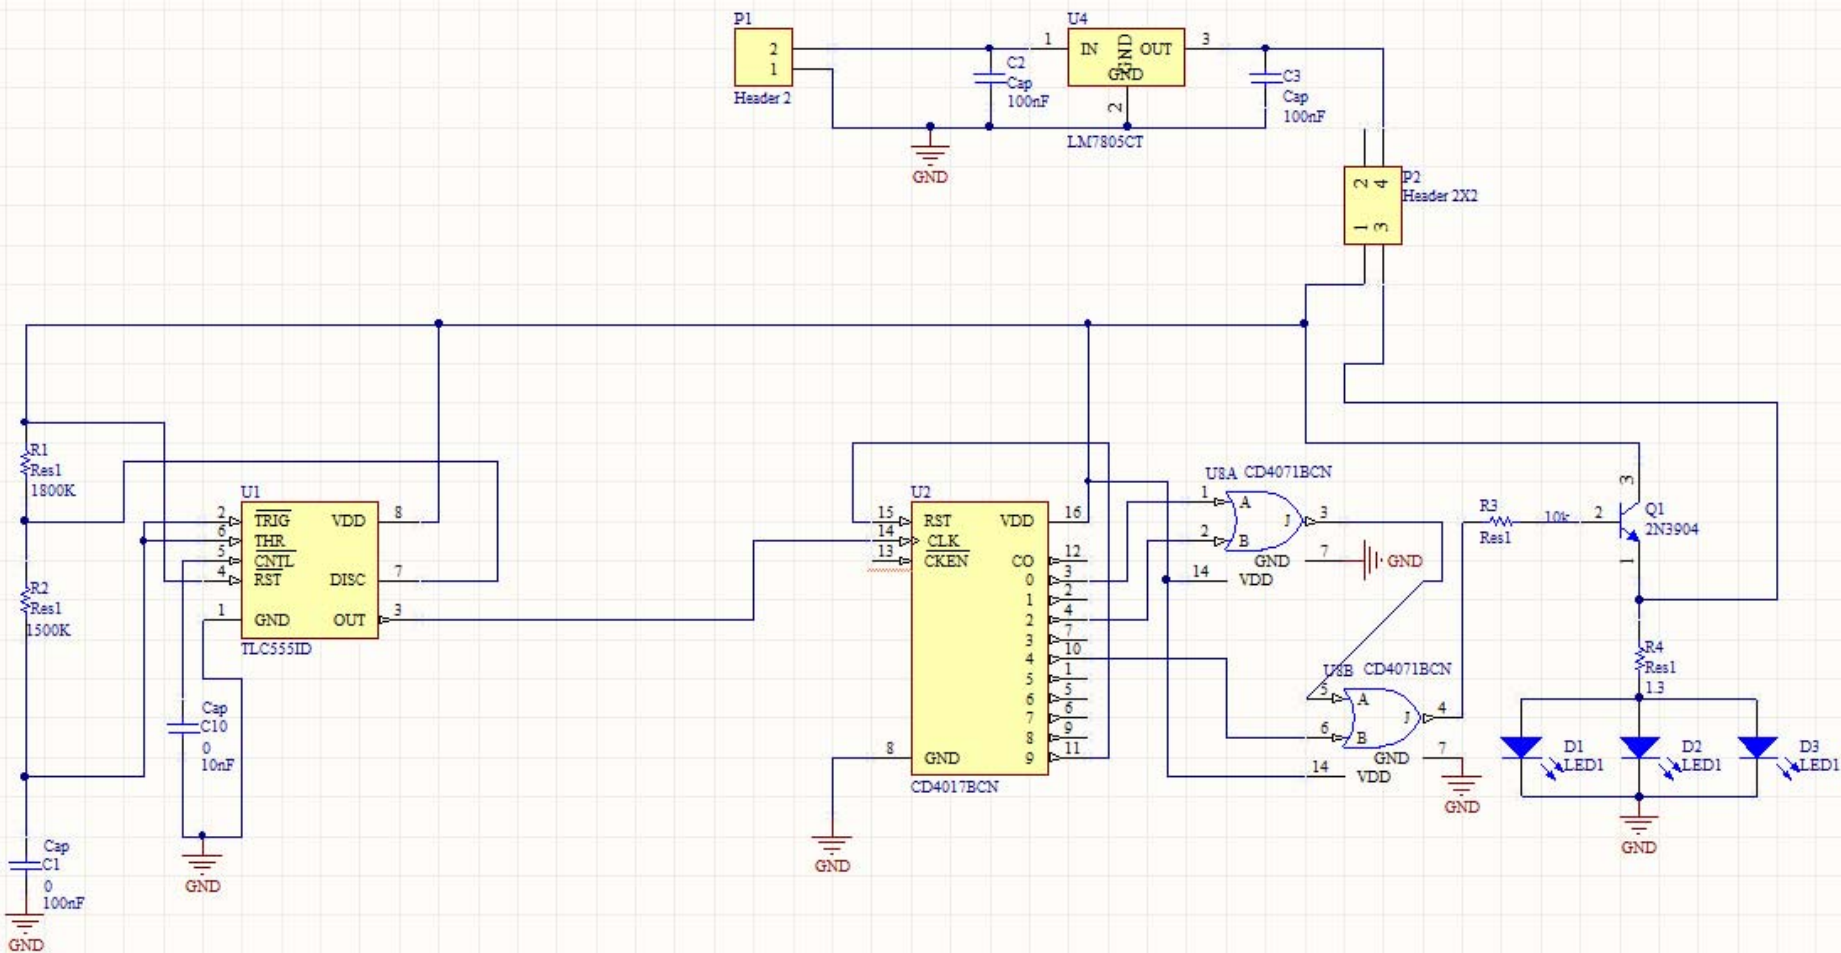 P1
2
1
Header 2
U4
1 IN GND OUT 3
GND
2
LM7805CT
C2
Cap
100nF
C3
Cap
100nF
GND
2 4
1 3
P2
Header 2X2
R1
Res1
1800K
R2
Res1
1500K
U1
2 TRIG VDD 8
6 THR
5 CNTL
4 RST DISC 7
1 GND OUT 3
TLC555ID
Cap
C10
0
10nF
GND
Cap
C1
0
100nF
GND
U2
15 RST VDD 16
14 CLK
13 CKEN CO 12
0 3
1 2
2 4
3 7
4 10
5 1
6 5
7 6
8 9
8 GND 9 11
CD4017BCN
GND
U8A CD4071BCN
1 A J 3
2 B
GND 7 GND
14 VDD
U8B CD4071BCN
5 A J 4
6 B
GND 7
14 VDD
GND
R3
Res1
10k
2 3 1
Q1
2N3904
R4
Res1
1.3
D1
LED1
D2
LED1
D3
LED1
GND